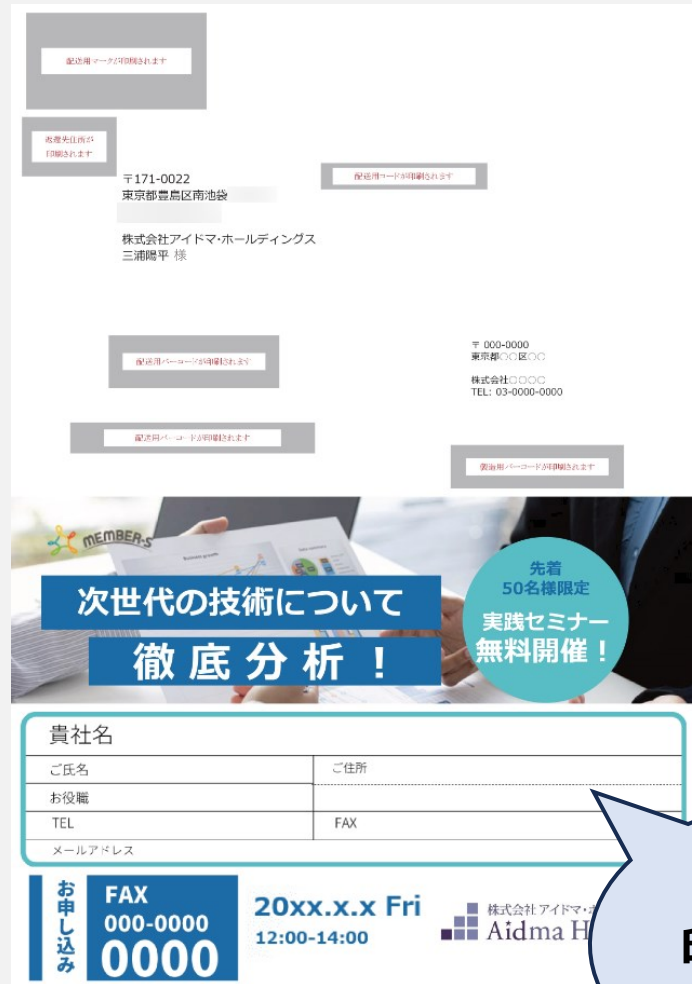 配送用マークが印刷されます
返還先住所が
印刷されます
〒171-0022
東京都豊島区南池袋
配送用コードが印刷されます
株式会社アイドマ・ホールディングス
三浦陽平 様
配送用バーコードが印刷されます
〒 000-0000
東京都○○区○○
株式会社○○○○
TEL: 03-0000-0000
配送用バーコードが印刷されます
製造用バーコードが印刷されます
MEMBER-S
Business growth
次世代の技術について
徹底分析！
先着
50名様限定
実践セミナー
無料開催！
貴社名
ご氏名
ご住所
お役職
TEL
FAX
メールアドレス
お申し込み
FAX
000-0000
0000
20xx.x.x Fri
12:00-14:00
株式会社アイドマ・
Aidma H